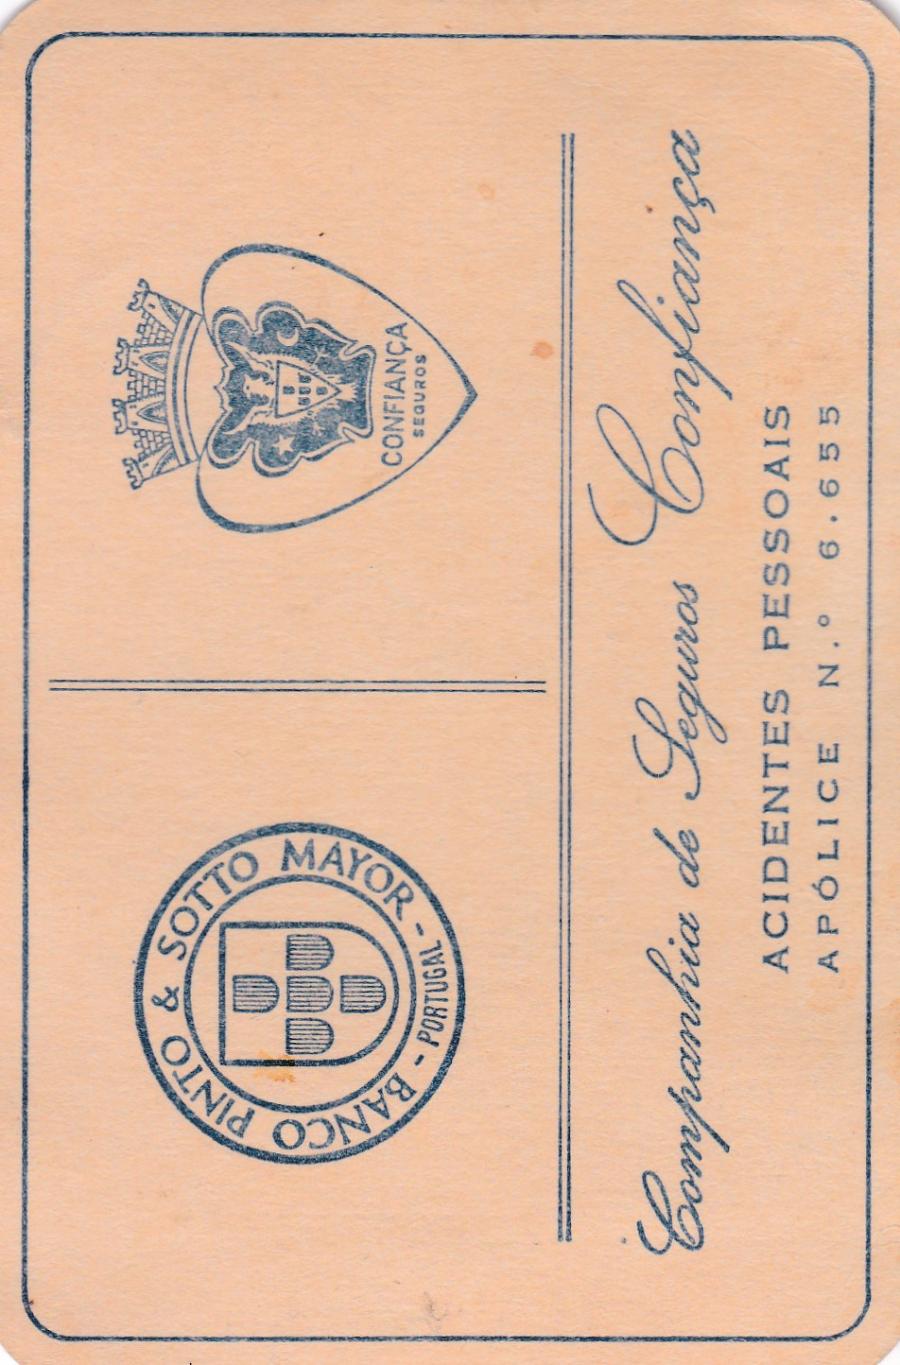 BANCO PINTO & SOTTO MAYOR
- PORTUGAL -
CONFIANÇA
SEGUROS
Companhia de Seguros Confiança
ACIDENTES PESSOAIS
APÓLICE N.º 6.655